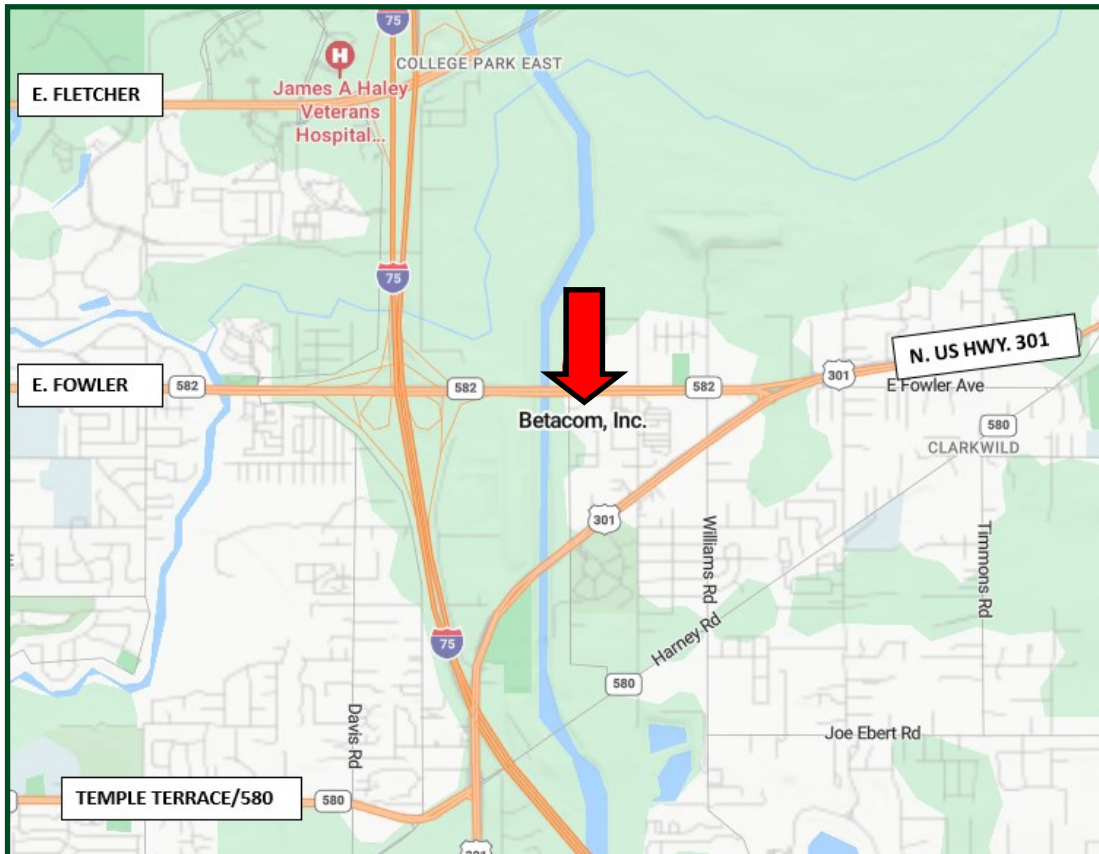 75
H
COLLEGE PARK EAST
E. FLETCHER
James A Haley
Veterans
Hospital...
75
E. FOWLER
582
582
582
301
N. US HWY. 301
E Fowler Ave
Betacom, Inc.
580
CLARKWILD
301
Williams Rd
Timmons Rd
Harney Rd
75
580
Davis Rd
Joe Ebert Rd
TEMPLE TERRACE/580
580
301